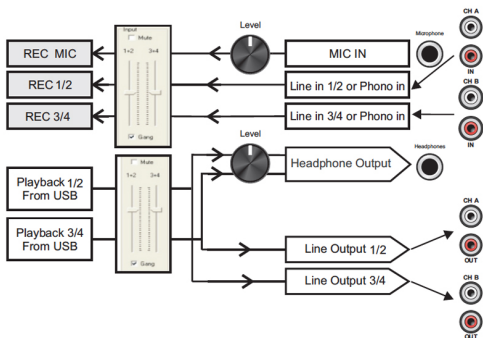 CH A
Input
Mute
1+2 3+4
Level
Microphone
REC MIC
MIC IN
IN
REC 1/2
Line in 1/2 or Phono in
CH B
REC 3/4
Line in 3/4 or Phono in
Gang
IN
Level
Headphones
Mute
1+2 3+4
Headphone Output
Playback 1/2
From USB
CH A
Playback 3/4
From USB
Line Output 1/2
OUT
Gang
Line Output 3/4
CH B
OUT